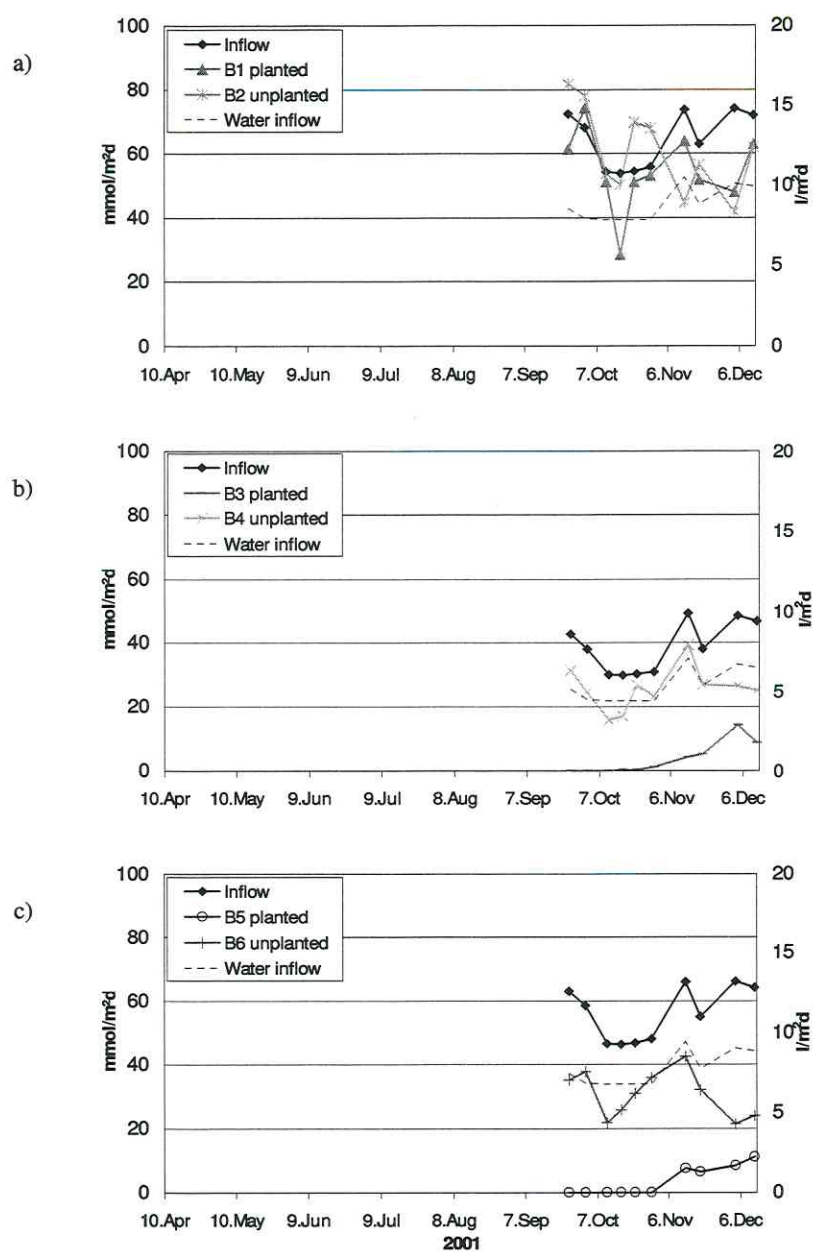 a)
100
80
60
40
20
0
mmol/m²d
Inflow
B1 planted
B2 unplanted
Water inflow
20
15
10
5
0
l/m²d
10.Apr 10.May 9.Jun 9.Jul 8.Aug 7.Sep 7.Oct 6.Nov 6.Dec
b)
100
80
60
40
20
0
mmol/m²d
Inflow
B3 planted
B4 unplanted
Water inflow
20
15
10
5
0
l/m²d
10.Apr 10.May 9.Jun 9.Jul 8.Aug 7.Sep 7.Oct 6.Nov 6.Dec
c)
100
80
60
40
20
0
mmol/m²d
Inflow
B5 planted
B6 unplanted
Water inflow
20
15
10
5
0
l/m²d
10.Apr 10.May 9.Jun 9.Jul 8.Aug 7.Sep 7.Oct 6.Nov 6.Dec
2001